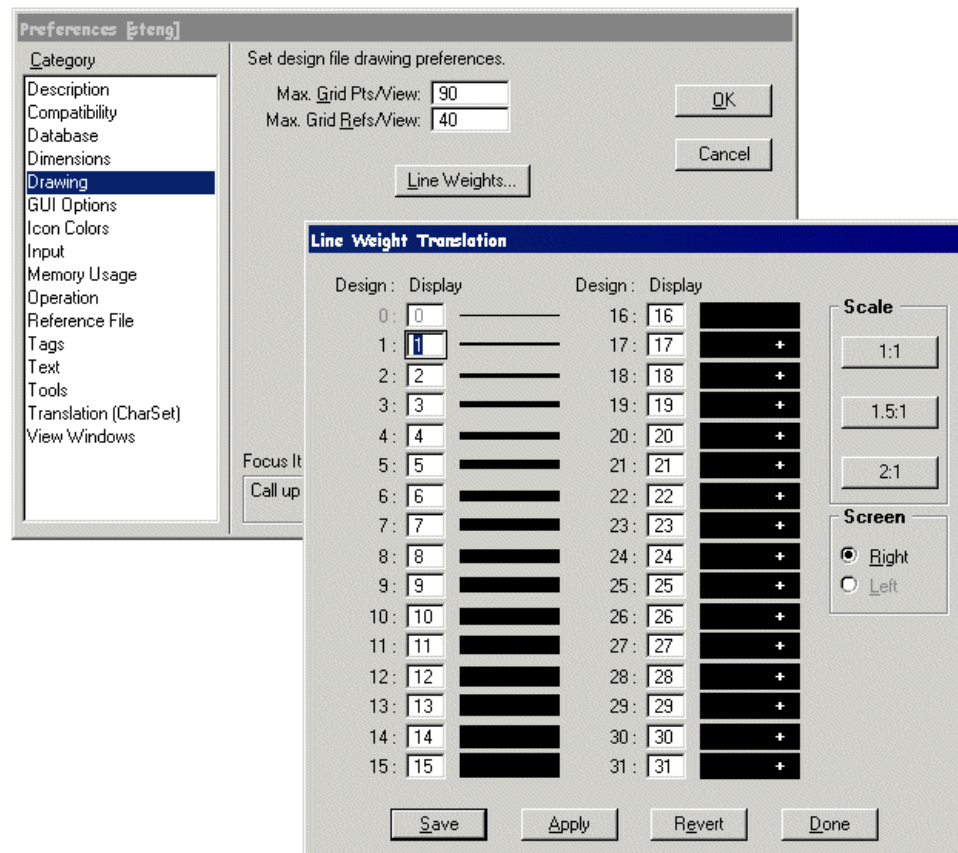 Preferences [steng]
Category
Description
Compatibility
Database
Dimensions
Drawing
GUI Options
Icon Colors
Input
Memory Usage
Operation
Reference File
Tags
Text
Tools
Translation (CharSet)
View Windows
Set design file drawing preferences.
Max. Grid Pts/View: 90
Max. Grid Refs/View: 40
Line Weights...
OK
Cancel
Focus It
Call up
Line Weight Translation
Design : Display Design : Display
0 : 0 16 : 16
1 : 1 17 : 17 +
2 : 2 18 : 18 +
3 : 3 19 : 19 +
4 : 4 20 : 20 +
5 : 5 21 : 21 +
6 : 6 22 : 22 +
7 : 7 23 : 23 +
8 : 8 24 : 24 +
9 : 9 25 : 25 +
10 : 10 26 : 26 +
11 : 11 27 : 27 +
12 : 12 28 : 28 +
13 : 13 29 : 29 +
14 : 14 30 : 30 +
15 : 15 31 : 31 +
Scale
1:1
1.5:1
2:1
Screen
Right
Left
Save Apply Revert Done